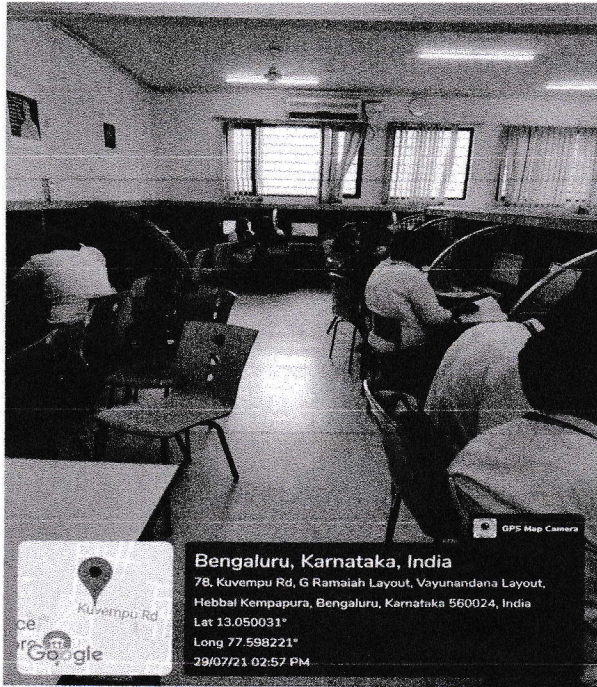 GPS Map Camera
Bengaluru, Karnataka, India
78, Kuvempu Rd, G Ramaiah Layout, Vayunandana Layout,
Hebbal Kempapura, Bengaluru, Karnataka 560024, India
Lat 13.050031°
Long 77.598221°
29/07/21 02:57 PM
Kuvempu Rd
ce
Google